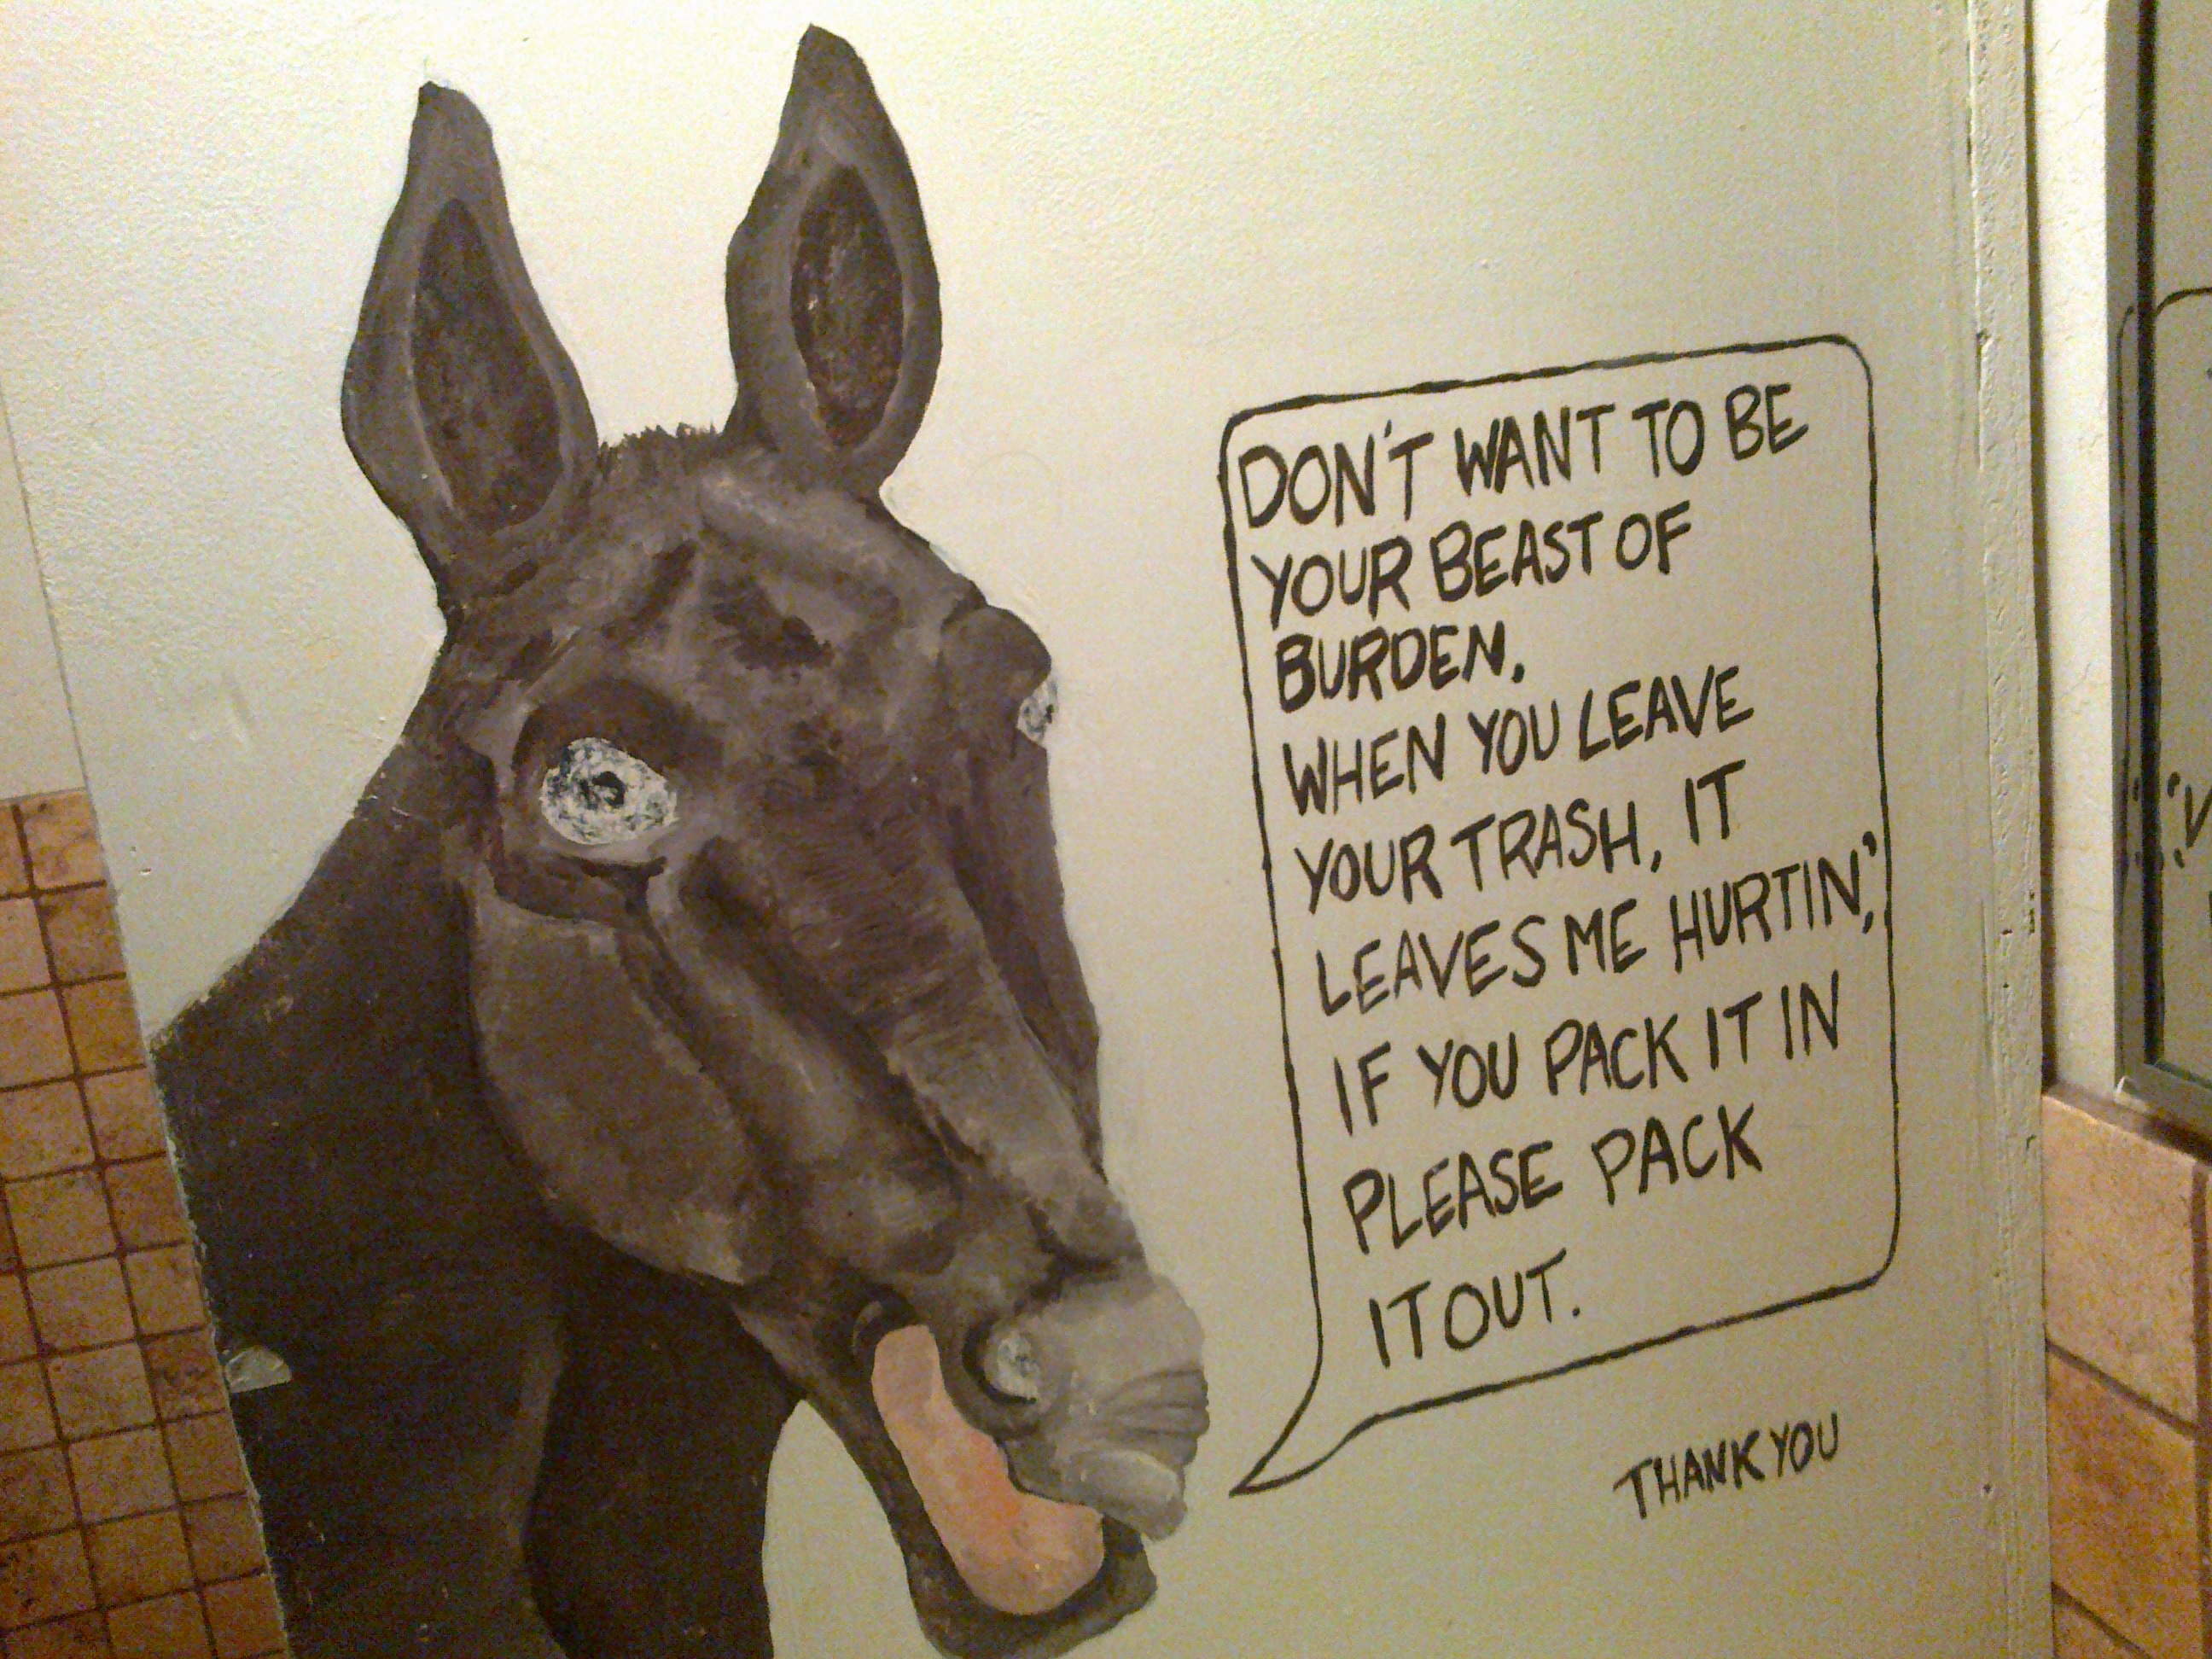 DON'T WANT TO BE
YOUR BEAST OF
BURDEN.
WHEN YOU LEAVE
YOUR TRASH, IT
LEAVES ME HURTIN',
IF YOU PACK IT IN
PLEASE PACK
IT OUT.
THANK YOU